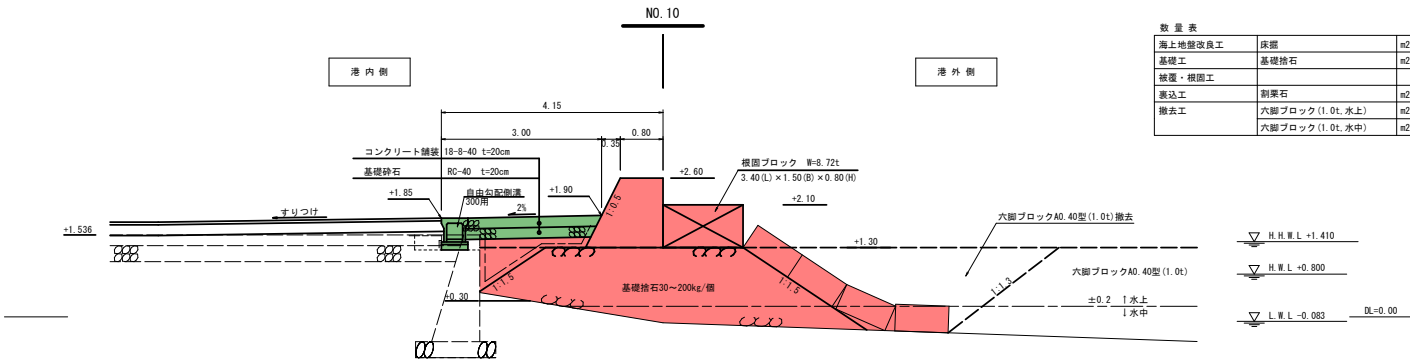 NO.10
港内側
港外側
数量表
海上地盤改良工 床掘 m2
基礎工 基礎捨石 m2
被覆・根固工
裏込工 割栗石 m2
撤去工 六脚ブロック(1.0t,水上) m2
六脚ブロック(1.0t,水中) m2
4.15
3.00
0.35
0.80
コンクリート舗装 18-8-40 t=20cm
基礎砕石 RC-40 t=20cm
自由勾配側溝
300用
+1.85
+1.90
2%
すりつけ
+1.536
1:0.5
+2.60
根固ブロック W=8.72t
3.40(L)×1.50(B)×0.80(H)
+2.10
+1.30
六脚ブロックA0.40型(1.0t)撤去
六脚ブロックA0.40型(1.0t)
1:1.5
1:1.5
1:1.3
+0.30
基礎捨石30～200kg/個
±0.2 ↑水上
↓水中
H.H.W.L +1.410
H.W.L +0.800
L.W.L -0.083
DL=0.00